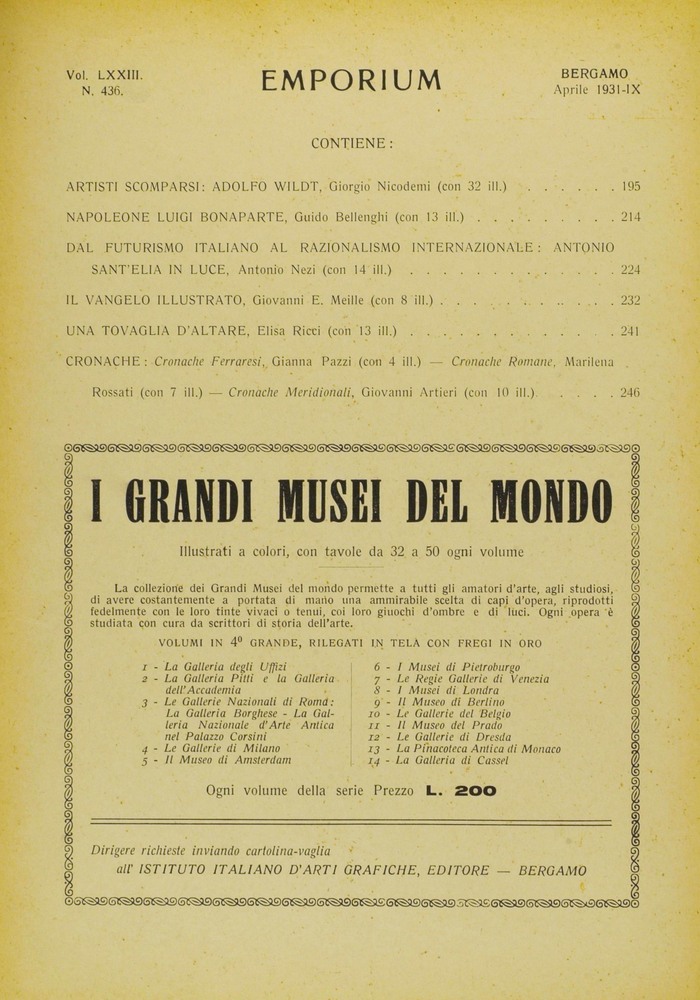 Vol. LXXIII.
N. 436.
EMPORIUM
BERGAMO
Aprile 1931-IX
CONTIENE:
ARTISTI SCOMPARSI: ADOLFO WILDT, Giorgio Nicodemi (con 32 ill.) . . . . . . 195
NAPOLEONE LUIGI BONAPARTE, Guido Bellenghi (con 13 ill.) . . . . . . . . . 214
DAL FUTURISMO ITALIANO AL RAZIONALISMO INTERNAZIONALE: ANTONIO
SANT'ELIA IN LUCE, Antonio Nezi (con 14 ill.) . . . . . . . . . . . . . 224
IL VANGELO ILLUSTRATO, Giovanni E. Meille (con 8 ill.) . . . . . . . . . . . 232
UNA TOVAGLIA D'ALTARE, Elisa Ricci (con 13 ill.) . . . . . . . . . . . . . 241
CRONACHE: Cronache Ferraresi, Gianna Pazzi (con 4 ill.) — Cronache Romane, Marilena
Rossati (con 7 ill.) — Cronache Meridionali, Giovanni Artieri (con 10 ill.) . . . . . 246
I GRANDI MUSEI DEL MONDO
Illustrati a colori, con tavole da 32 a 50 ogni volume
La collezione dei Grandi Musei del mondo permette a tutti gli amatori d'arte, agli studiosi,
di avere costantemente a portata di mano una ammirabile scelta di capi d'opera, riprodotti
fedelmente con le loro tinte vivaci o tenui, coi loro giuochi d'ombre e di luci. Ogni opera è
studiata con cura da scrittori di storia dell'arte.
VOLUMI IN 4º GRANDE, RILEGATI IN TELA CON FREGI IN ORO
1 - La Galleria degli Uffizi
2 - La Galleria Pitti e la Galleria
dell'Accademia
3 - Le Gallerie Nazionali di Roma:
La Galleria Borghese - La Gal-
leria Nazionale d'Arte Antica
nel Palazzo Corsini
4 - Le Gallerie di Milano
5 - Il Museo di Amsterdam
6 - I Musei di Pietroburgo
7 - Le Regie Gallerie di Venezia
8 - I Musei di Londra
9 - Il Museo di Berlino
10 - Le Gallerie del Belgio
11 - Il Museo del Prado
12 - Le Gallerie di Dresda
13 - La Pinacoteca Antica di Monaco
14 - La Galleria di Cassel
Ogni volume della serie Prezzo L. 200
Dirigere richieste inviando cartolina-vaglia
all' ISTITUTO ITALIANO D'ARTI GRAFICHE, EDITORE — BERGAMO